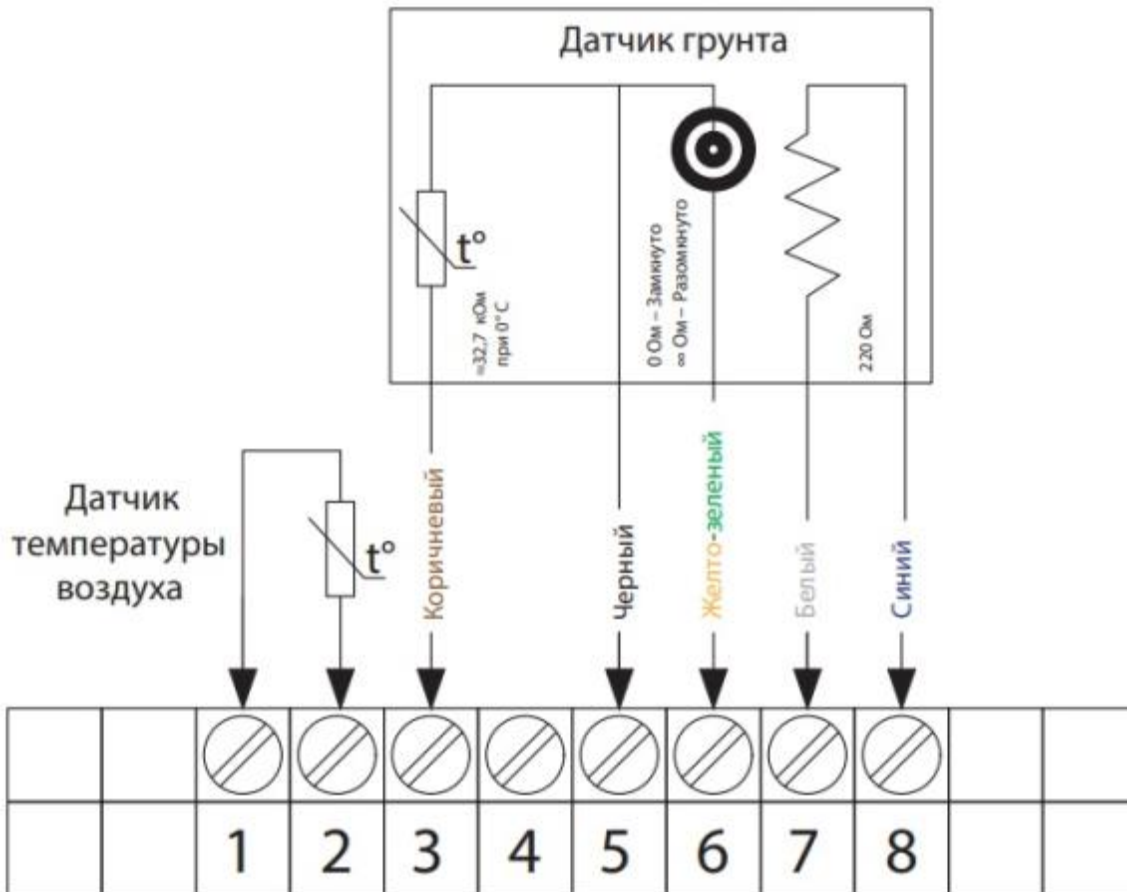 Датчик грунта
t°
≈32,7 кОм
при 0° C
0 Ом – Замкнуто
∞ Ом – Разомкнуто
220 Ом
Датчик
температуры
воздуха
t°
Коричневый
Черный
Желто-зеленый
Белый
Синий
1 2 3 4 5 6 7 8